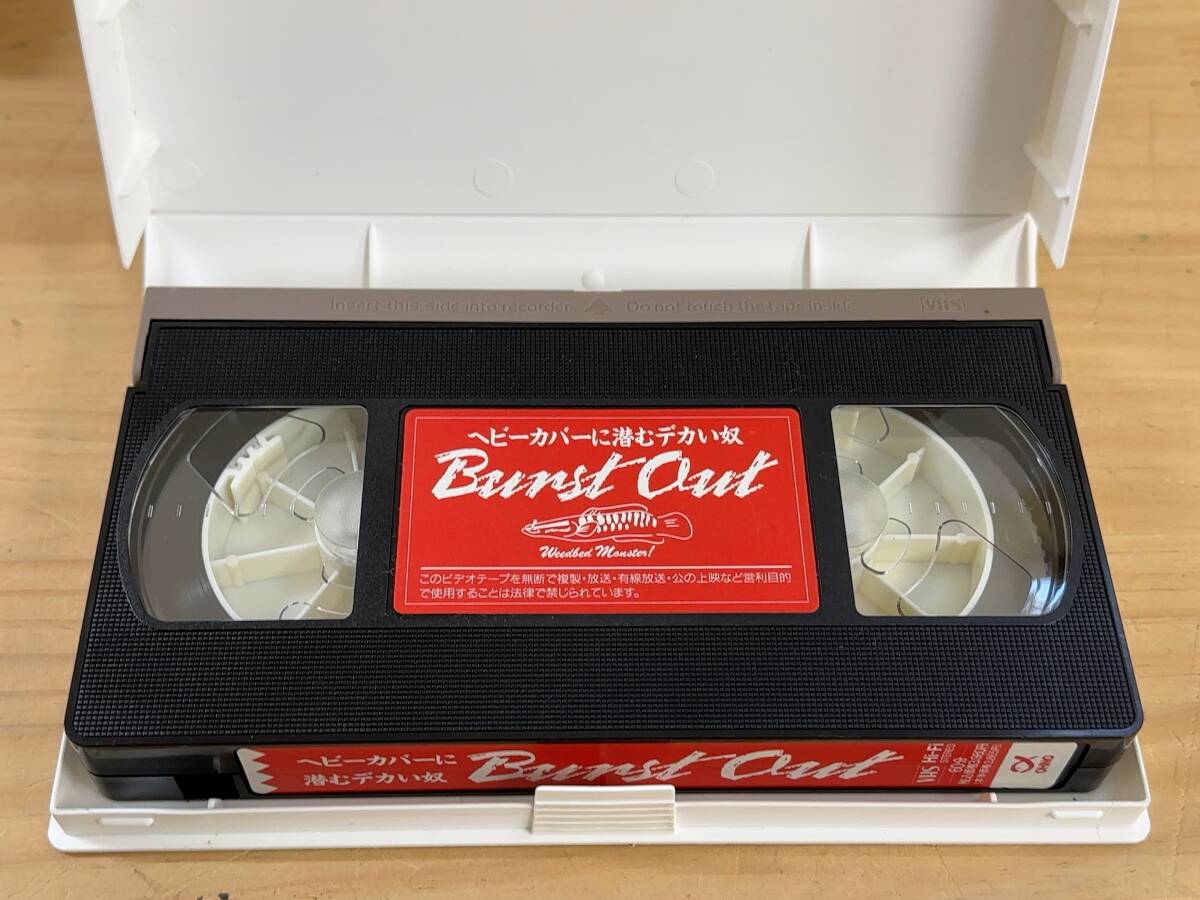 Insert this side into recorder Do not touch the tape inside VHS
ヘビーカバーに潜むデカい奴
Burst Out
Weedbed Monster!
このビデオテープを無断で複製・放送・有線放送・公の上映など営利目的
で使用することは法律で禁じられています。
ヘビーカバーに
潜むデカい奴
Burst Out
VHS Hi-Fi
STEREO
60分